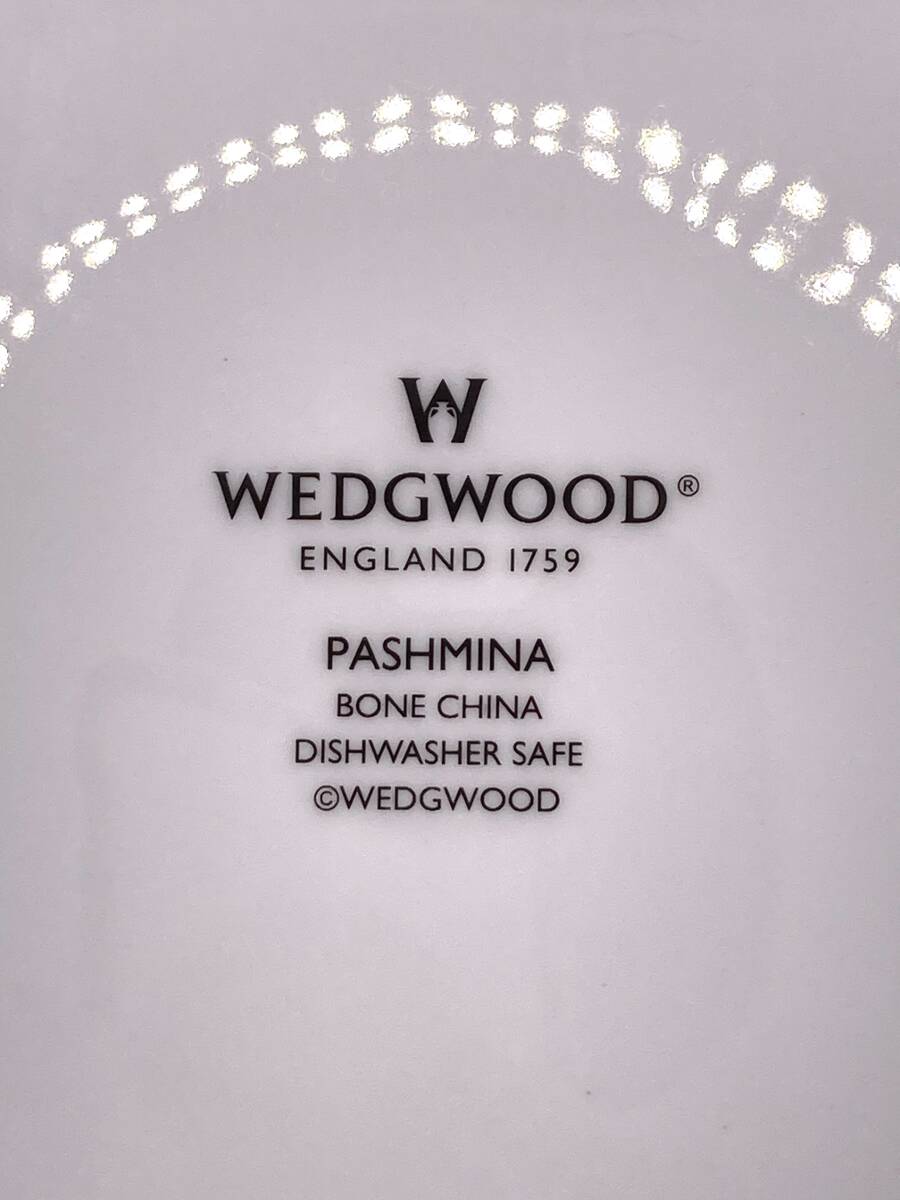 W
WEDGWOOD®
ENGLAND 1759
PASHMINA
BONE CHINA
DISHWASHER SAFE
©WEDGWOOD